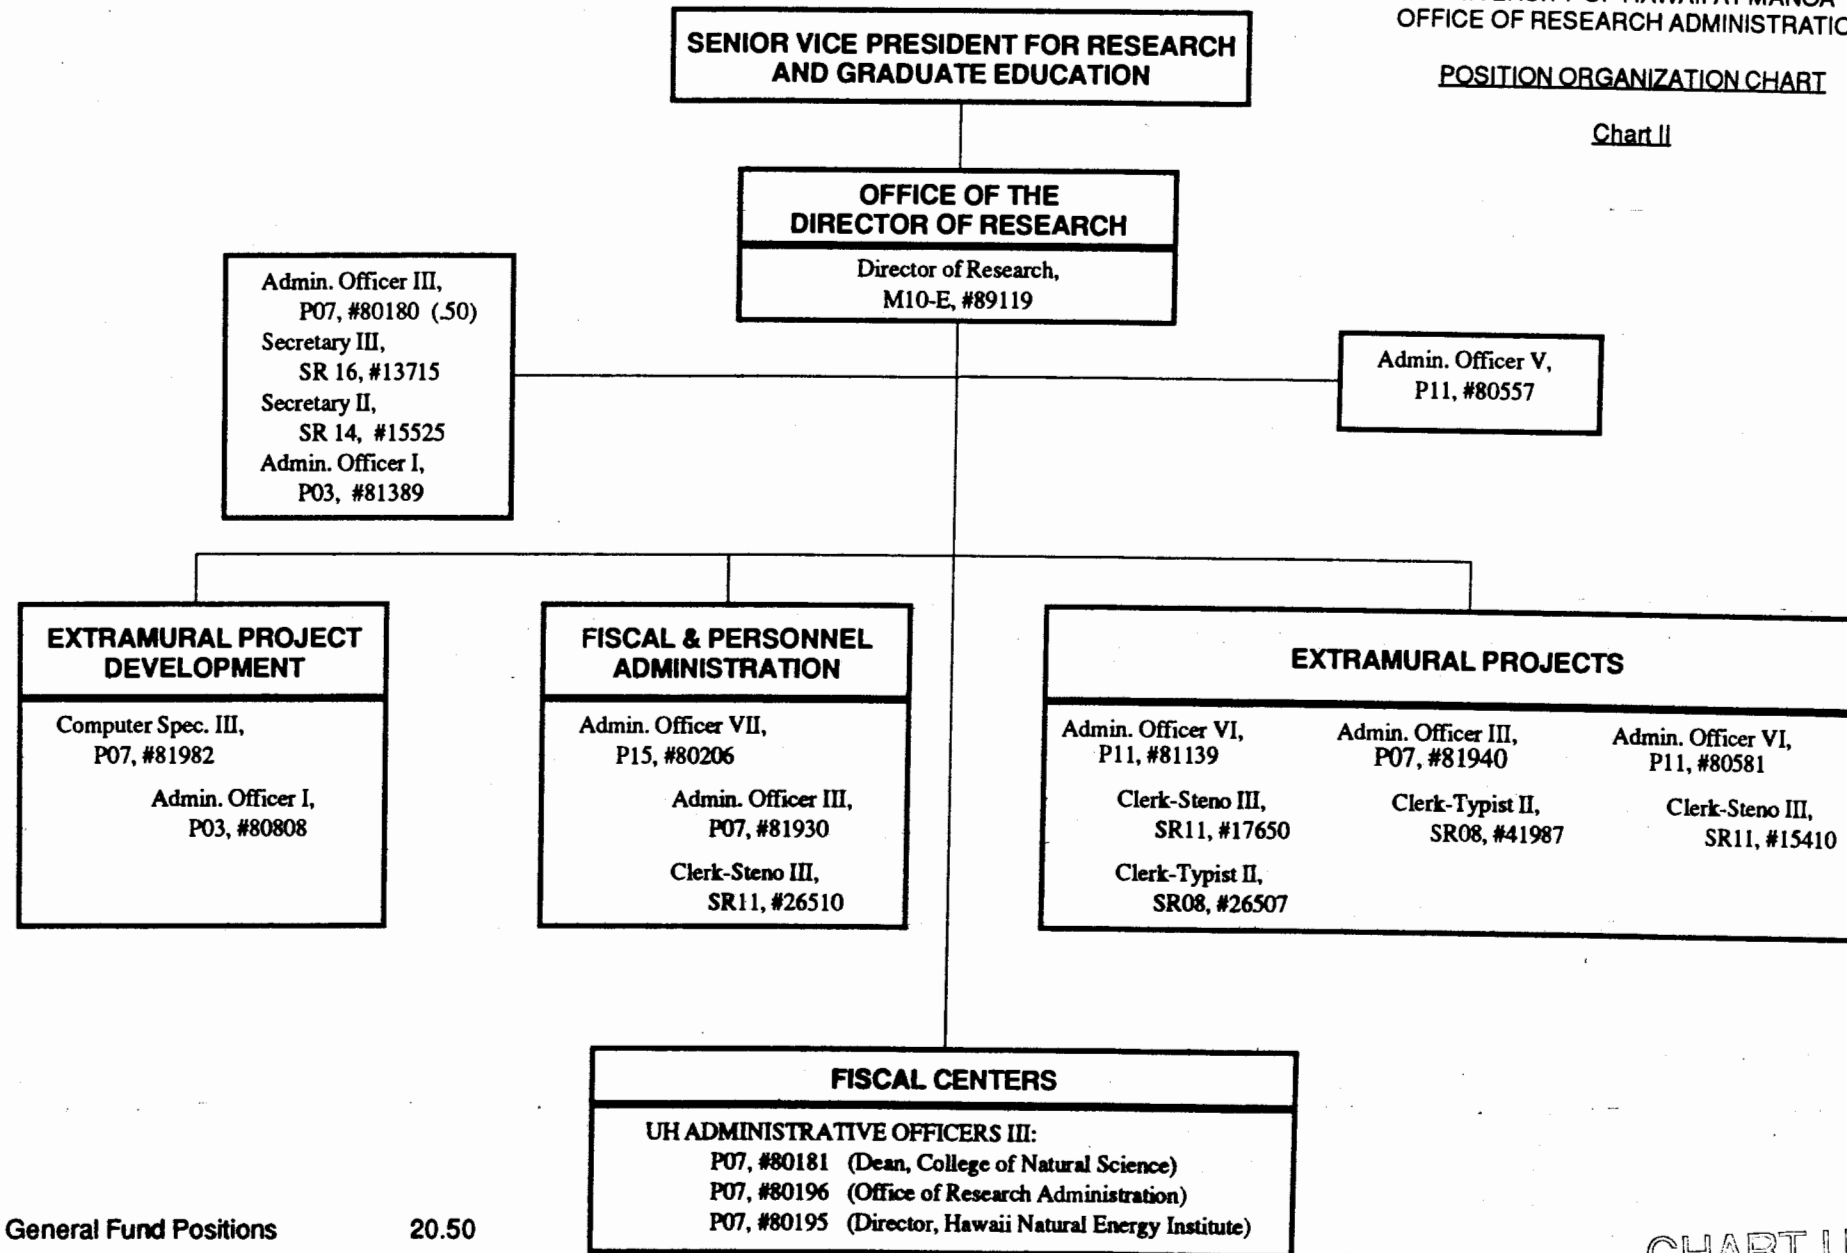 OF HAWAII AT MANOA
OFFICE OF RESEARCH
POSITION ORGANIZATION CHART
Chart II
SENIOR VICE PRESIDENT FOR RESEARCH
AND GRADUATE EDUCATION
OFFICE OF THE
DIRECTOR OF RESEARCH
Director of Research,
M10-E, #89119
Admin. Officer III,
P07, #80180 (.50)
Secretary III,
SR 16, #13715
Secretary II,
SR 14, #15525
Admin. Officer I,
P03, #81389
Admin. Officer V,
P11, #80557
EXTRAMURAL PROJECT
DEVELOPMENT
Computer Spec. III,
P07, #81982
Admin. Officer I,
P03, #80808
FISCAL & PERSONNEL
ADMINISTRATION
Admin. Officer VII,
P15, #80206
Admin. Officer III,
P07, #81930
Clerk-Steno III,
SR11, #26510
EXTRAMURAL PROJECTS
Admin. Officer VI,
P11, #81139
Clerk-Steno III,
SR11, #17650
Clerk-Typist II,
SR08, #26507
Admin. Officer III,
P07, #81940
Clerk-Typist II,
SR08, #41987
Admin. Officer VI,
P11, #80581
Clerk-Steno III,
SR11, #15410
FISCAL CENTERS
UH ADMINISTRATIVE OFFICERS III:
P07, #80181 (Dean, College of Natural Science)
P07, #80196 (Office of Research Administration)
P07, #80195 (Director, Hawaii Natural Energy Institute)
General Fund Positions 20.50
CHART